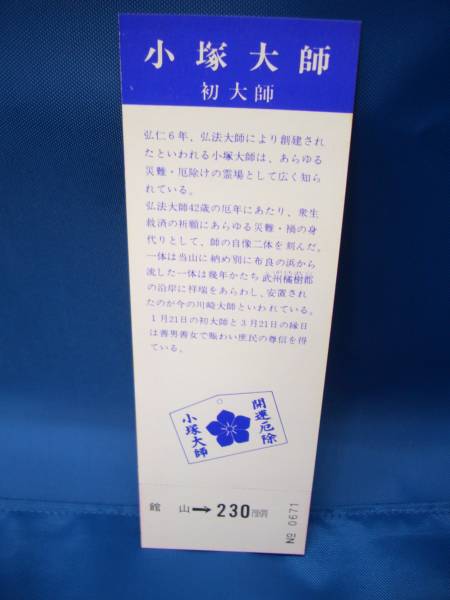 小塚大師
初大師
弘仁6年、弘法大師により創建され
たといわれる小塚大師は、あらゆる
災難・厄除けの霊場として広く知ら
れている。
弘法大師42歳の厄年にあたり、衆生
救済の祈願にあらゆる災難・禍の身
代りとして、師の自像二体を刻んだ。
一体は当山に納め別に布良の浜から
流した一体は幾年かたち武州橘樹郡
の沿岸に祥瑞をあらわし、安置され
たのが今の川崎大師といわれている。
1月21日の初大師と3月21日の縁日
は善男善女で賑わい庶民の尊信を得
ている。
開運厄除
小塚大師
館山→230円区間
№ 0671